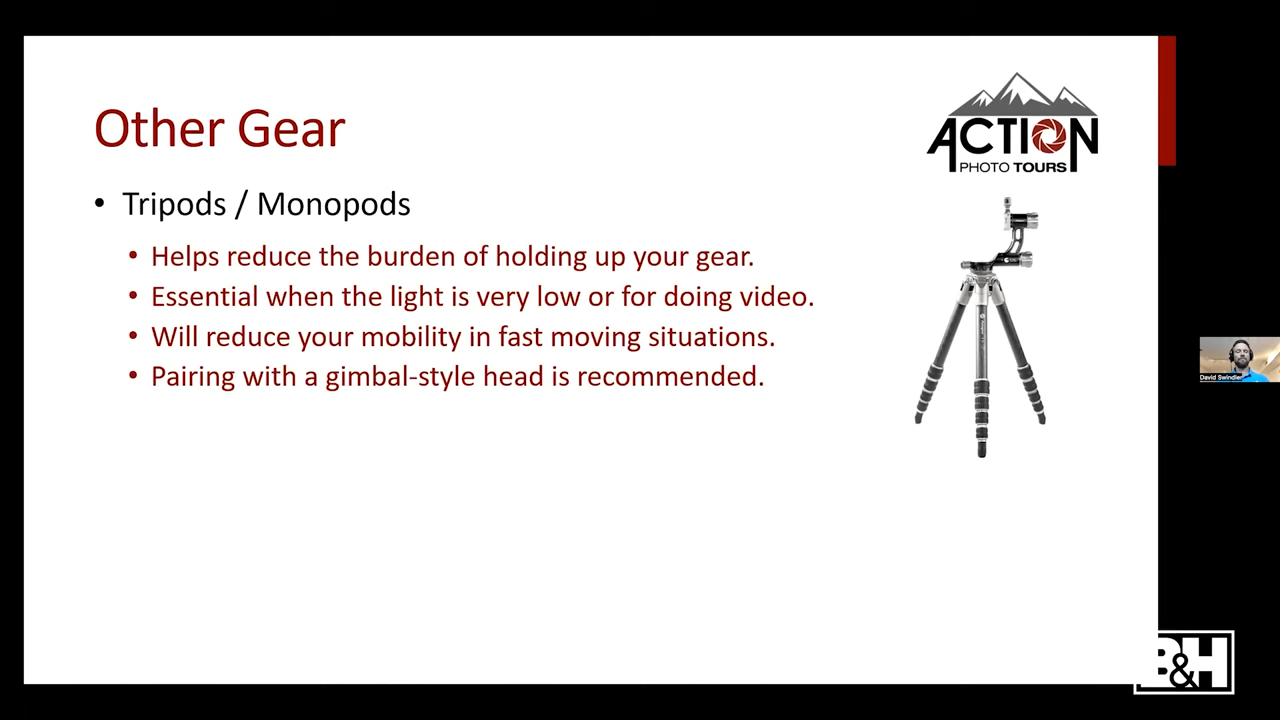 Other Gear
ACTION
PHOTO TOURS
• Tripods / Monopods
• Helps reduce the burden of holding up your gear.
• Essential when the light is very low or for doing video.
• Will reduce your mobility in fast moving situations.
• Pairing with a gimbal-style head is recommended.
David Swindler
B&H